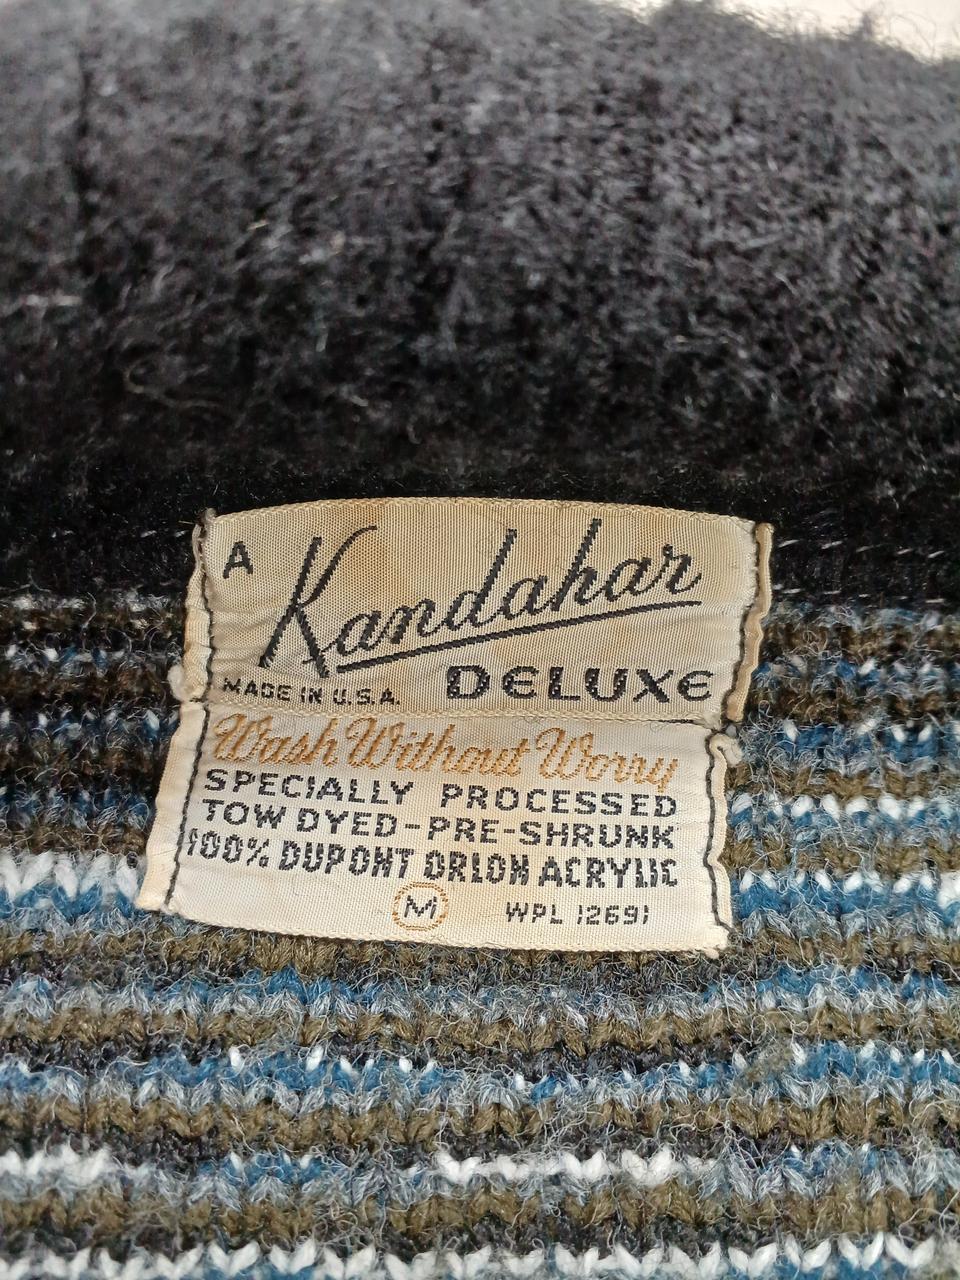 A Kandahar
MADE IN U.S.A. DELUXE
Wash Without Worry
SPECIALLY PROCESSED
TOW DYED-PRE-SHRUNK
100% DUPONT ORLON ACRYLIC
M WPL 12691